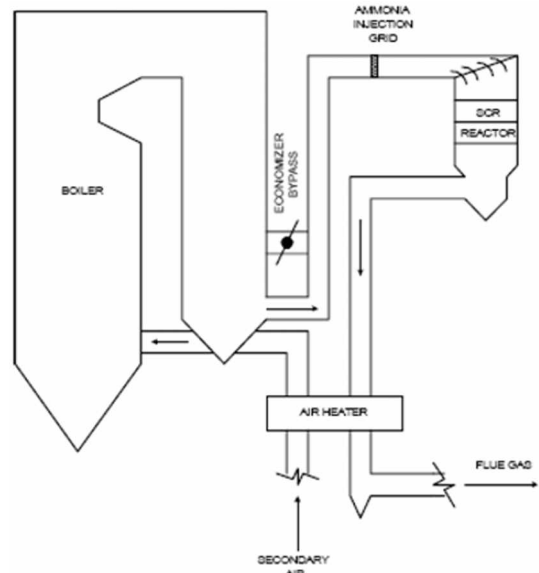 AMMONIA
INJECTION
GRID
SCR
REACTOR
ECONOMIZER
BYPASS
BOILER
AIR HEATER
FLUE GAS
SECONDARY